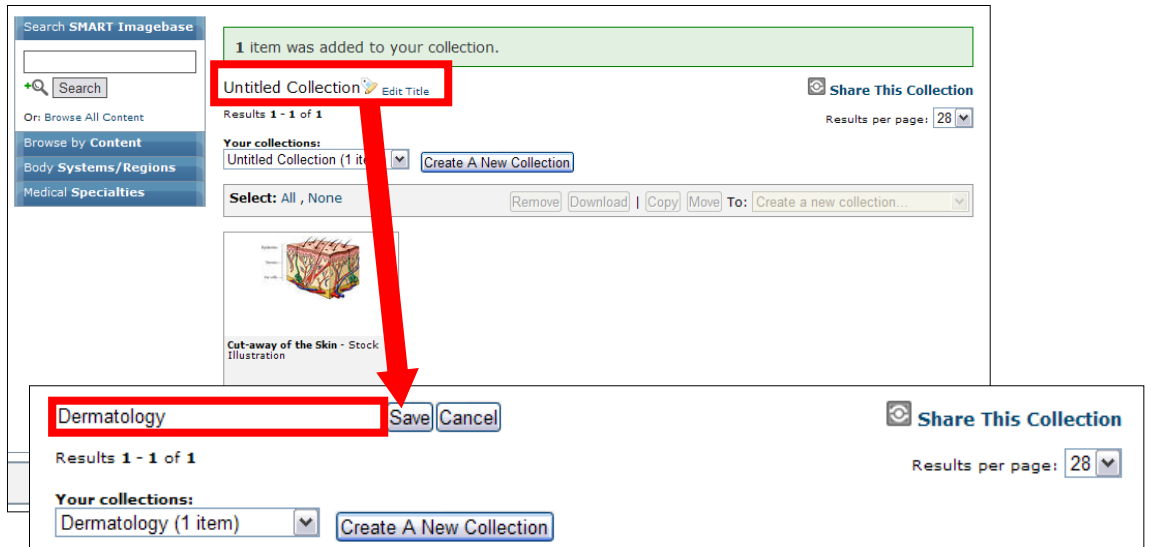 Search SMART Imagebase
1 item was added to your collection.
Search
Untitled Collection Edit Title
Share This Collection
Or: Browse All Content
Results 1 - 1 of 1
Results per page: 28
Browse by Content
Your collections:
Body Systems/Regions
Untitled Collection (1
Create A New Collection
Medical Specialties
Select: All , None
Remove Download | Copy Move To: Create a new collection...
Cut-away of the Skin - Stock
Illustration
Dermatology
Save Cancel
Share This Collection
Results 1 - 1 of 1
Results per page: 28
Your collections:
Dermatology (1 item)
Create A New Collection